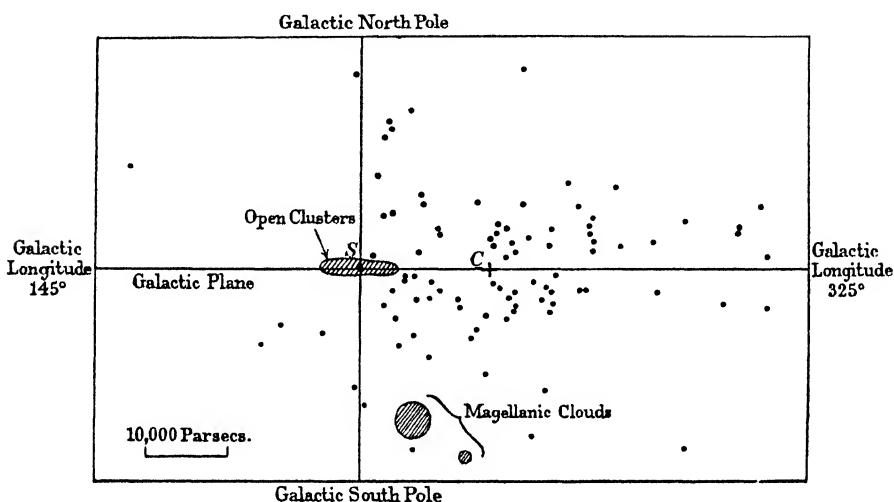 Galactic North Pole
Open Clusters
S
C
Galactic
Longitude
145°
Galactic Plane
Galactic
Longitude
325°
Magellanic Clouds
10,000 Parsecs.
Galactic South Pole